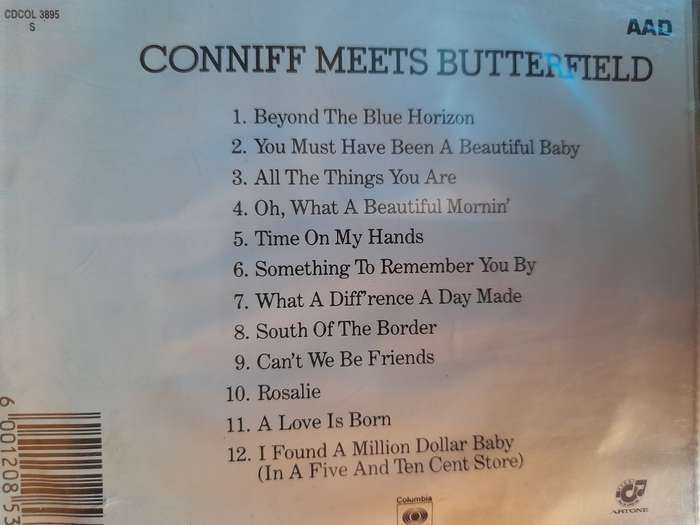 CDCOL 3895
S
AAD
CONNIFF MEETS BUTTERFIELD
1. Beyond The Blue Horizon
2. You Must Have Been A Beautiful Baby
3. All The Things You Are
4. Oh, What A Beautiful Mornin'
5. Time On My Hands
6. Something To Remember You By
7. What A Diff'rence A Day Made
8. South Of The Border
9. Can't We Be Friends
10. Rosalie
11. A Love Is Born
12. I Found A Million Dollar Baby
(In A Five And Ten Cent Store)
6 001208 53
Columbia
ARTONE